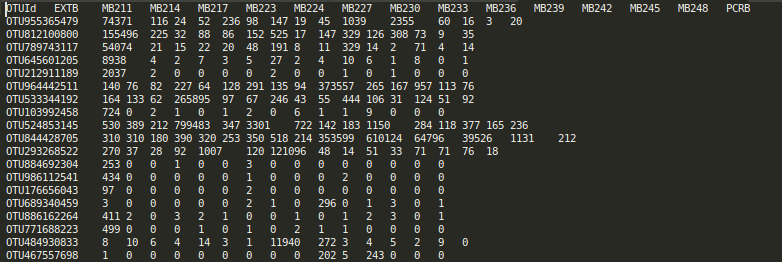 OTUId EXTB MB211 MB214 MB217 MB223 MB224 MB227 MB230 MB233 MB236 MB239 MB242 MB245 MB248 PCRB
OTU955365479 74371 116 24 52 236 98 147 19 45 1039 2355 60 16 3 20
OTU812100800 155496 225 32 88 86 152 525 17 147 329 126 308 73 9 35
OTU789743117 54074 21 15 22 20 48 191 8 11 329 14 2 71 4 14
OTU645601205 8938 4 2 7 3 5 27 2 4 10 6 1 8 0 1
OTU212911189 2037 2 0 0 0 2 0 0 1 0 1 0 0 0
OTU964442511 140 76 82 227 64 128 291 135 94 373557 265 167 957 113 76
OTU533344192 164 133 62 265895 97 67 246 43 55 444 106 31 124 51 92
OTU103992458 724 0 2 1 0 1 2 0 6 1 1 9 0 0 0
OTU524853145 530 389 212 799483 347 3301 722 142 183 1150 284 118 377 165 236
OTU844428705 310 310 180 390 320 253 350 518 214 353599 610124 64796 39526 1131 212
OTU293268522 270 37 28 92 1007 120 121096 48 14 51 33 71 71 76 18
OTU884692304 253 0 0 1 0 0 3 0 0 0 0 0 0 0 0
OTU986112541 434 0 0 0 0 0 1 0 0 0 2 0 0 0 0
OTU176656043 97 0 0 0 0 0 2 0 0 0 0 0 0 0 0
OTU689340459 3 0 0 0 0 2 1 0 296 0 1 3 0 1
OTU886162264 411 2 0 3 2 1 0 0 1 0 1 2 3 0 1
OTU771688223 499 0 0 0 1 0 1 0 2 1 1 0 0 0 0
OTU484930833 8 10 6 4 14 3 1 11940 272 3 4 5 2 9 0
OTU467557698 1 0 0 0 0 0 0 0 202 5 243 0 0 0